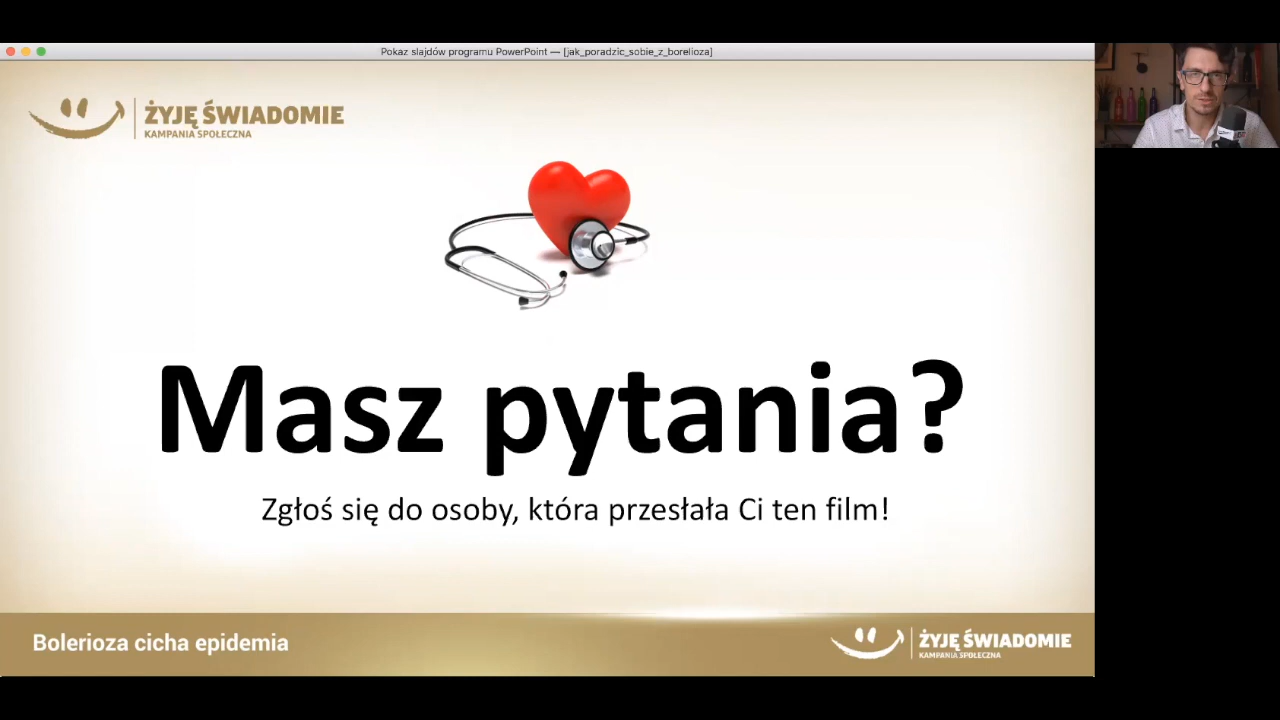 Pokaz slajdów programu PowerPoint — [jak_poradzic_sobie_z_borelioza]
ŻYJĘ ŚWIADOMIE
KAMPANIA SPOŁECZNA
Masz pytania?
Zgłoś się do osoby, która przesłała Ci ten film!
Bolerioza cicha epidemia
ŻYJĘ ŚWIADOMIE
KAMPANIA SPOŁECZNA